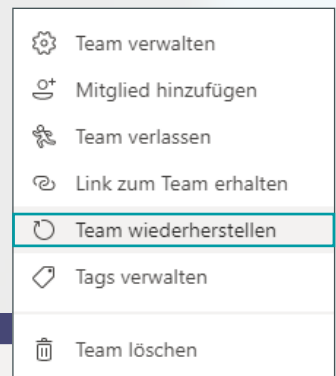 Team verwalten
Mitglied hinzufügen
Team verlassen
Link zum Team erhalten
Team wiederherstellen
Tags verwalten
Team löschen